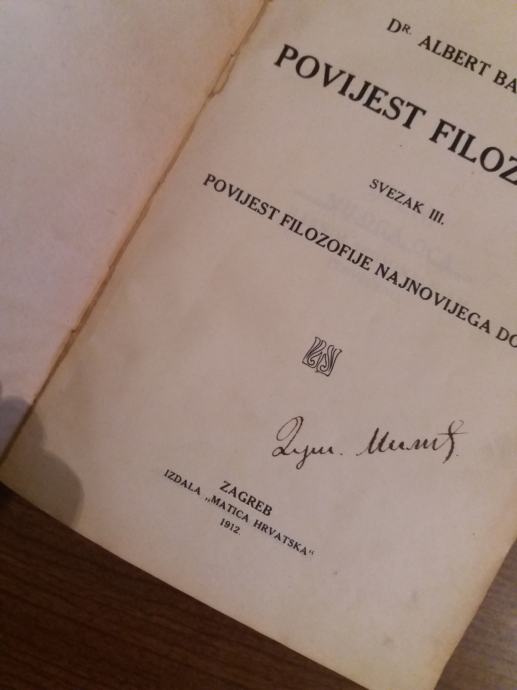 DR. ALBERT BA
POVIJEST FILOZ
SVEZAK III.
POVIJEST FILOZOFIJE NAJNOVIJEGA DO
ZAGREB
IZDALA „MATICA HRVATSKA“
1912.